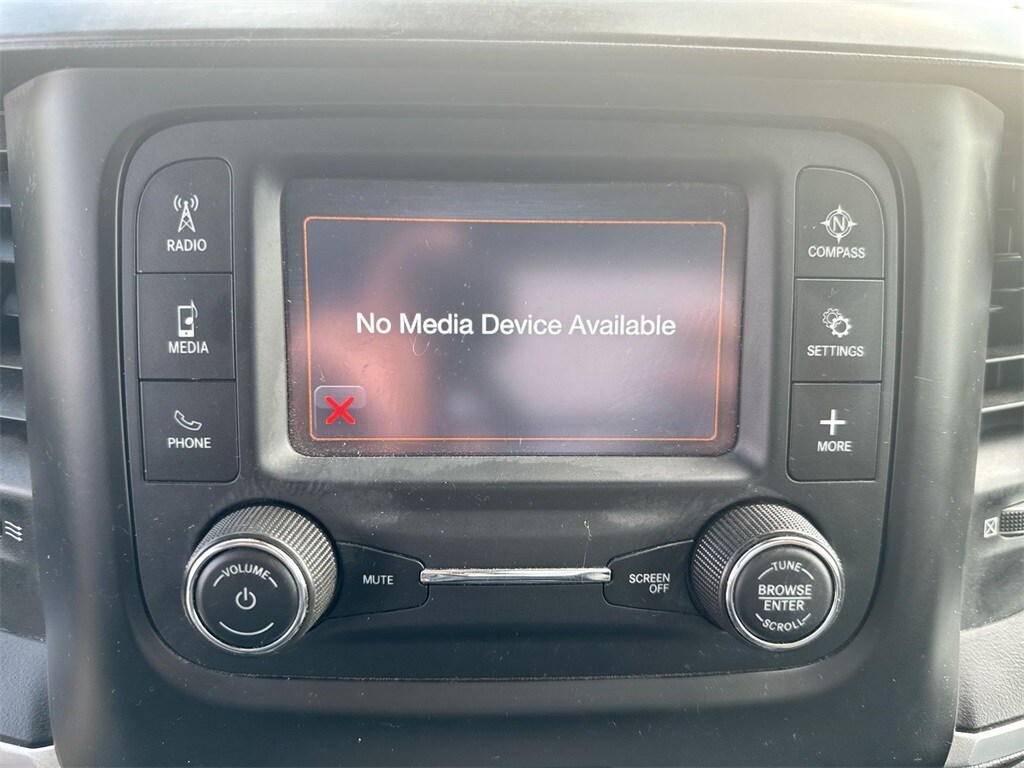 RADIO
MEDIA
PHONE
No Media Device Available
N
COMPASS
SETTINGS
MORE
VOLUME
MUTE
SCREEN
OFF
TUNE
BROWSE
ENTER
SCROLL